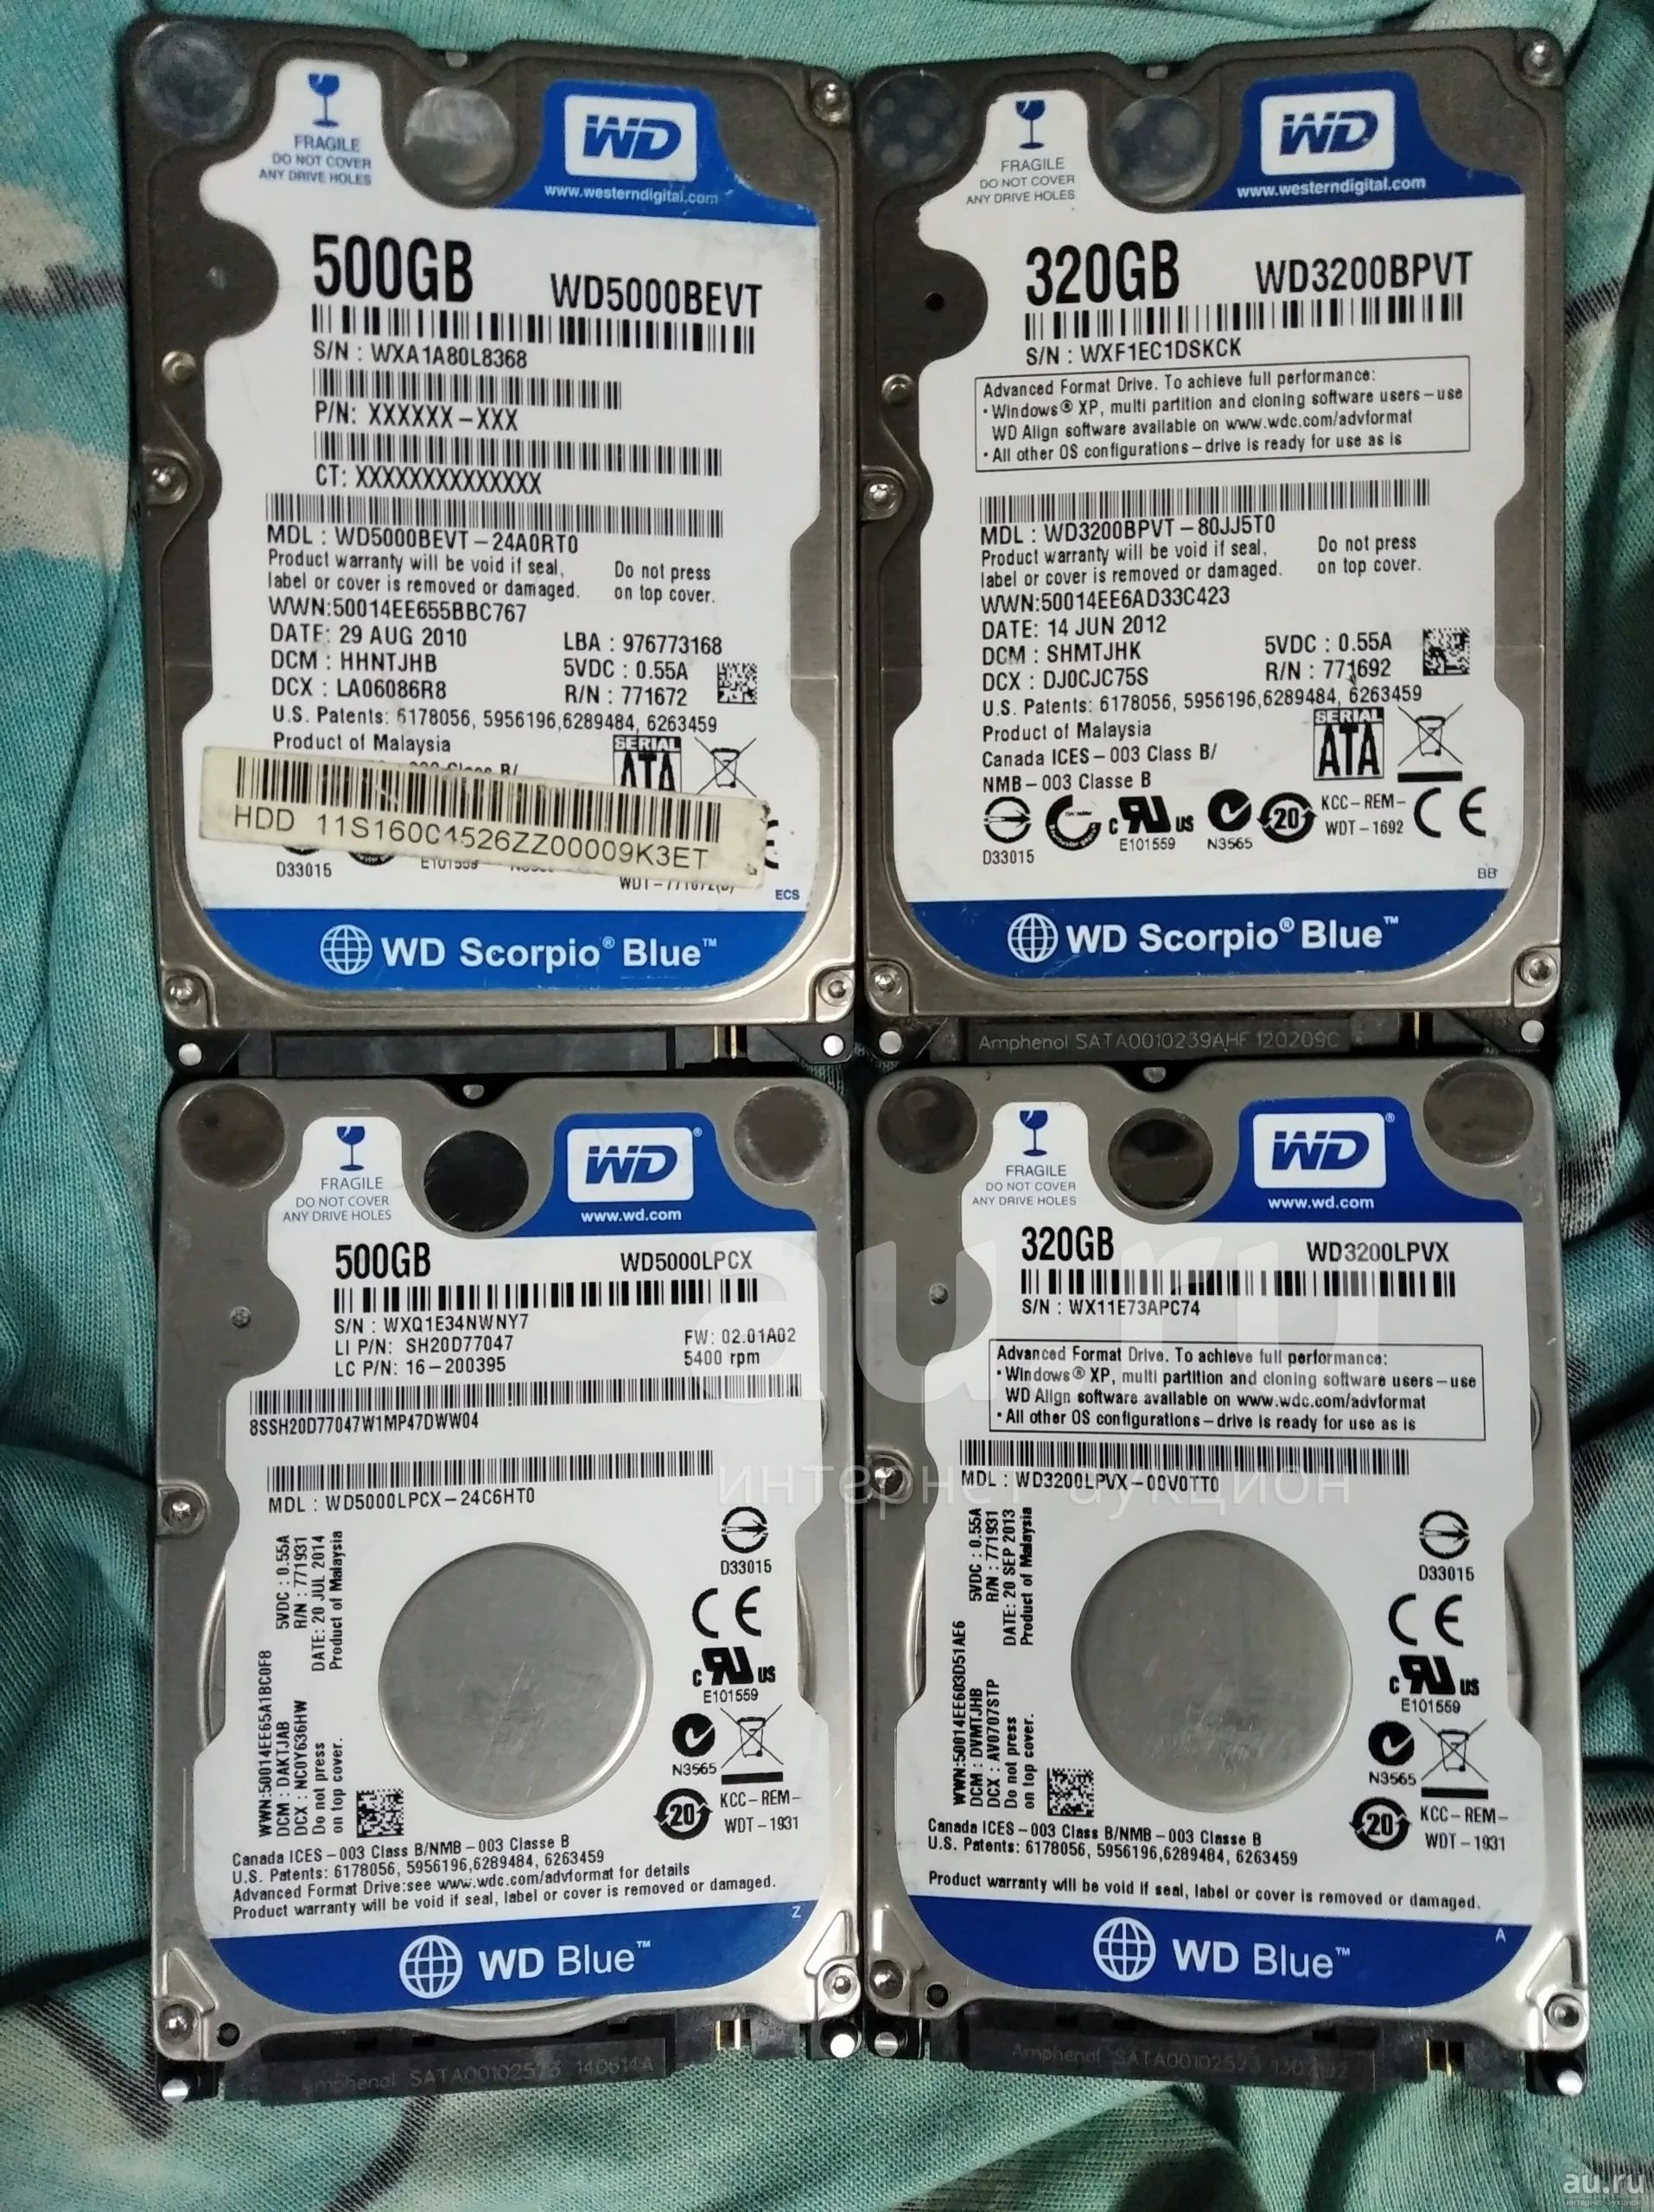 FRAGILE
DO NOT COVER
ANY DRIVE HOLES
WD
www.westerndigital.com
500GB WD5000BEVT
S/N : WXA1A80L8368
P/N: XXXXXX-XXX
CT: XXXXXXXXXXXXXX
MDL : WD5000BEVT-24A0RT0
Product warranty will be void if seal,
label or cover is removed or damaged.
Do not press
on top cover.
WWN:50014EE655BBC767
DATE: 29 AUG 2010 LBA : 976773168
DCM : HHNTJHB 5VDC : 0.55A
DCX : LA06086R8 R/N : 771672
U.S. Patents: 6178056, 5956196,6289484, 6263459
Product of Malaysia
SERIAL
ATA
HDD 11S16004526ZZ00009K3ET
D33015
E101559
ECS
WD Scorpio® Blue™
FRAGILE
DO NOT COVER
ANY DRIVE HOLES
WD
www.westerndigital.com
320GB WD3200BPVT
S/N : WXF1EC1DSKCK
Advanced Format Drive. To achieve full performance:
• Windows® XP, multi partition and cloning software users-use
WD Align software available on www.wdc.com/advformat
• All other OS configurations-drive is ready for use as is
MDL : WD3200BPVT-80JJ5T0
Product warranty will be void if seal,
label or cover is removed or damaged.
Do not press
on top cover.
WWN:50014EE6AD33C423
DATE: 14 JUN 2012
DCM : SHMTJHK 5VDC : 0.55A
DCX : DJ0CJC75S R/N : 771692
U.S. Patents: 6178056, 5956196,6289484, 6263459
Product of Malaysia
Canada ICES-003 Class B/
NMB-003 Classe B
SERIAL
ATA
D33015
c RU us
E101559
N3565
20
KCC-REM-
WDT-1692
CE
BB
WD Scorpio® Blue™
Amphenol SATA0010239AHF 120209C
FRAGILE
DO NOT COVER
ANY DRIVE HOLES
WD®
www.wd.com
500GB WD5000LPCX
S/N : WXQ1E34NWNY7
LI P/N: SH20D77047
LC P/N: 16-200395
FW: 02.01A02
5400 rpm
8SSH20D77047W1MP47DWW04
MDL : WD5000LPCX-24C6HT0
WWN:50014EE65A1BC0F8
DCM : DAKTJAB
DCX : NC0Y636HW
Do not press
on top cover.
5VDC : 0.55A
R/N : 771931
DATE: 20 JUL 2014
Product of Malaysia
D33015
CE
c RU us
E101559
N3565
20
KCC-REM-
WDT-1931
Canada ICES-003 Class B/NMB-003 Classe B
U.S. Patents: 6178056, 5956196,6289484, 6263459
Advanced Format Drive:see www.wdc.com/advformat for details
Product warranty will be void if seal, label or cover is removed or damaged.
Z
WD Blue™
Amphenol SATA00102573 140614A
FRAGILE
DO NOT COVER
ANY DRIVE HOLES
WD®
www.wd.com
320GB WD3200LPVX
S/N : WX11E73APC74
Advanced Format Drive. To achieve full performance:
• Windows® XP, multi partition and cloning software users-use
WD Align software available on www.wdc.com/advformat
• All other OS configurations-drive is ready for use as is
MDL : WD3200LPVX-00V0TT0
WWN:50014EE603D51AE6
DCM : DVMTJHB
DCX : AV0707STP
Do not press
on top cover.
5VDC : 0.55A
R/N : 771931
DATE: 20 SEP 2013
Product of Malaysia
D33015
CE
c RU us
E101559
N3565
20
KCC-REM-
WDT-1931
Canada ICES-003 Class B/NMB-003 Classe B
U.S. Patents: 6178056, 5956196,6289484, 6263459
Product warranty will be void if seal, label or cover is removed or damaged.
A
WD Blue™
Amphenol SATA00102573
au.ru
интернет аукцион
au.ru
интернет аукцион